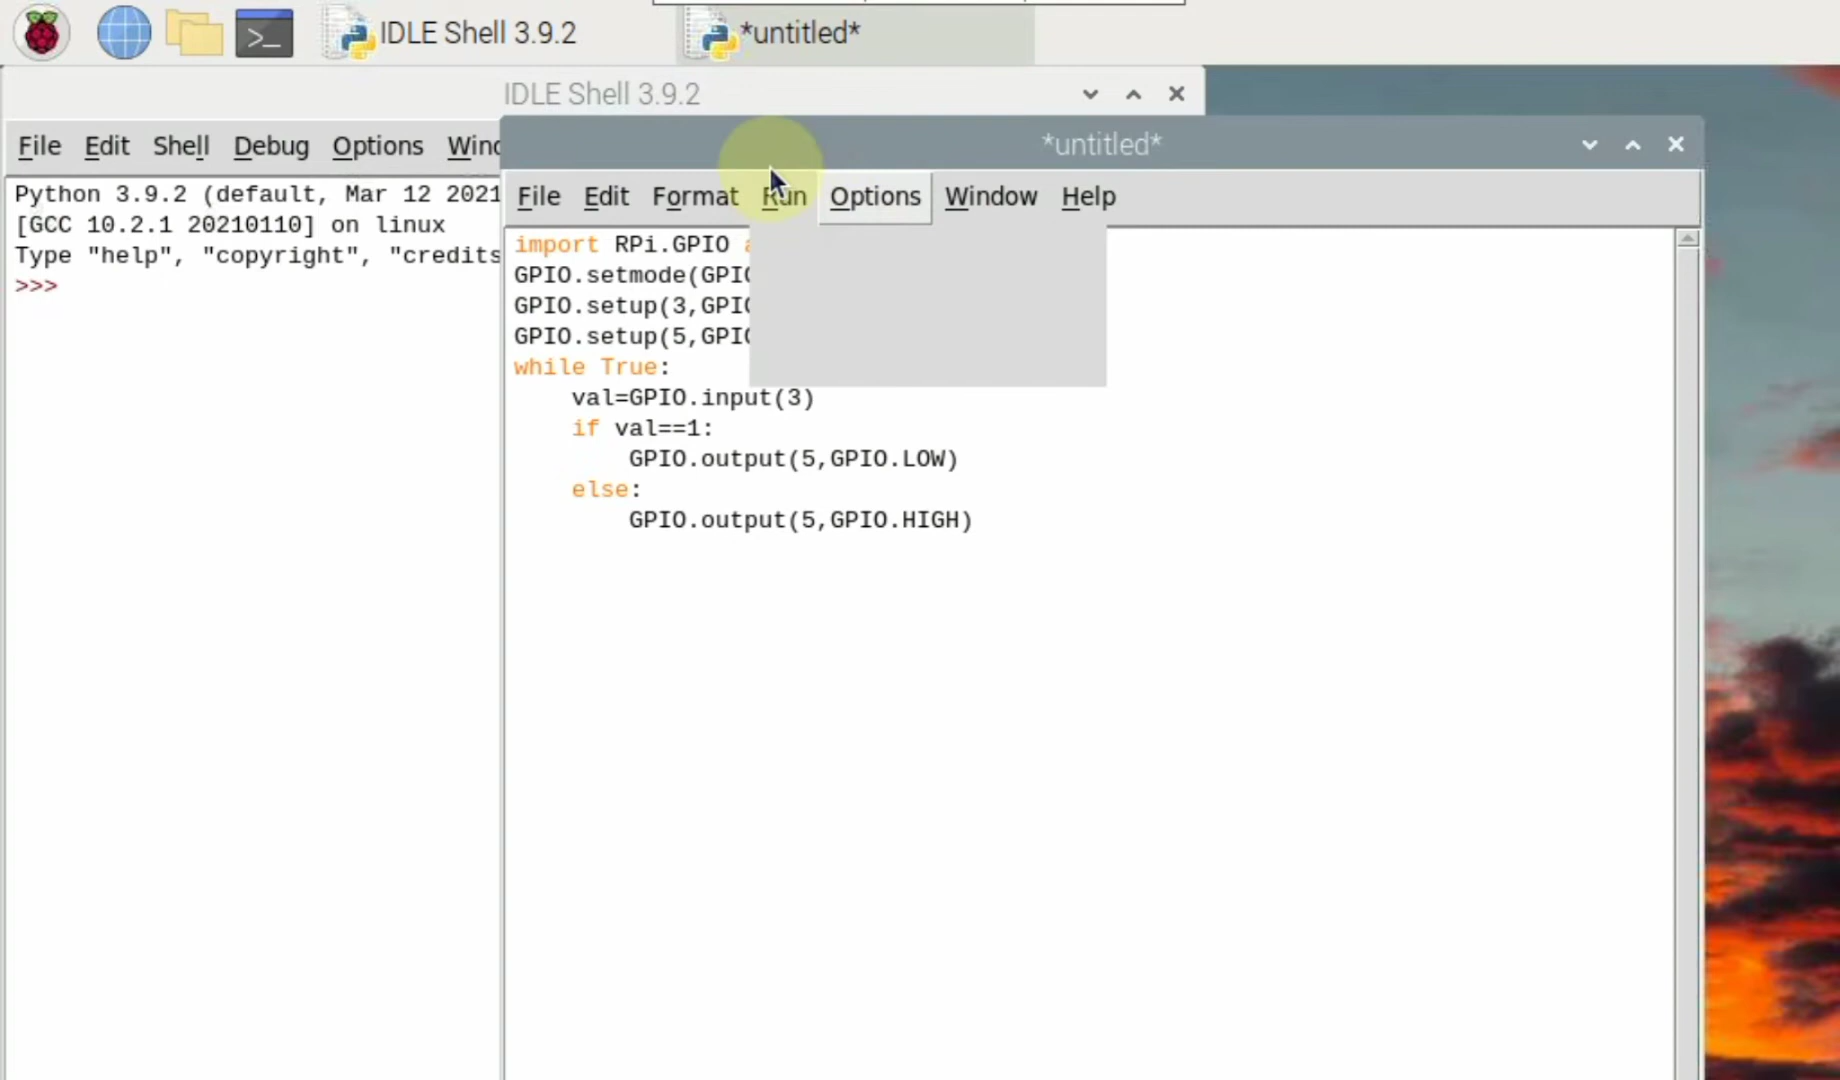 IDLE Shell 3.9.2
*untitled*
IDLE Shell 3.9.2
File Edit Shell Debug Options
Python 3.9.2 (default, Mar 12 2021
[GCC 10.2.1 20210110] on linux
Type "help", "copyright", "credits
>>>
*untitled*
File Edit Format Run Options Window Help
import RPi.GPIO
GPIO.setmode(
GPIO.setup(3,
GPIO.setup(5,
while True:
val=GPIO.input(3)
if val==1:
GPIO.output(5,GPIO.LOW)
else:
GPIO.output(5,GPIO.HIGH)